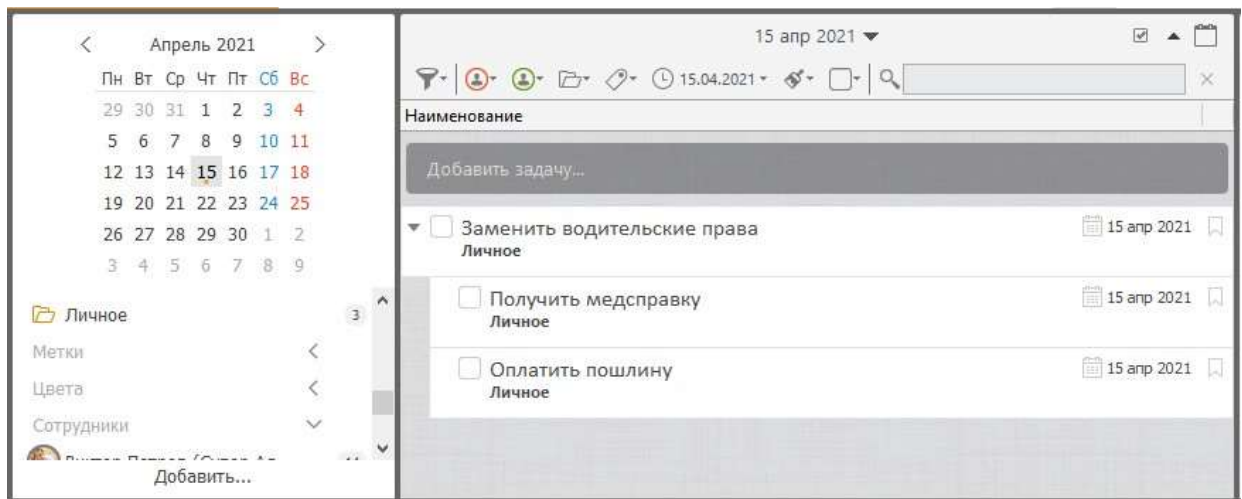 Апрель 2021
Пн Вт Ср Чт Пт Сб Вс
29 30 31 1 2 3 4
5 6 7 8 9 10 11
12 13 14 15 16 17 18
19 20 21 22 23 24 25
26 27 28 29 30 1 2
3 4 5 6 7 8 9
Личное 3
Метки
Цвета
Сотрудники
Добавить...
15 апр 2021
15.04.2021
Наименование
Добавить задачу...
Заменить водительские права 15 апр 2021
Личное
Получить медсправку 15 апр 2021
Личное
Оплатить пошлину 15 апр 2021
Личное